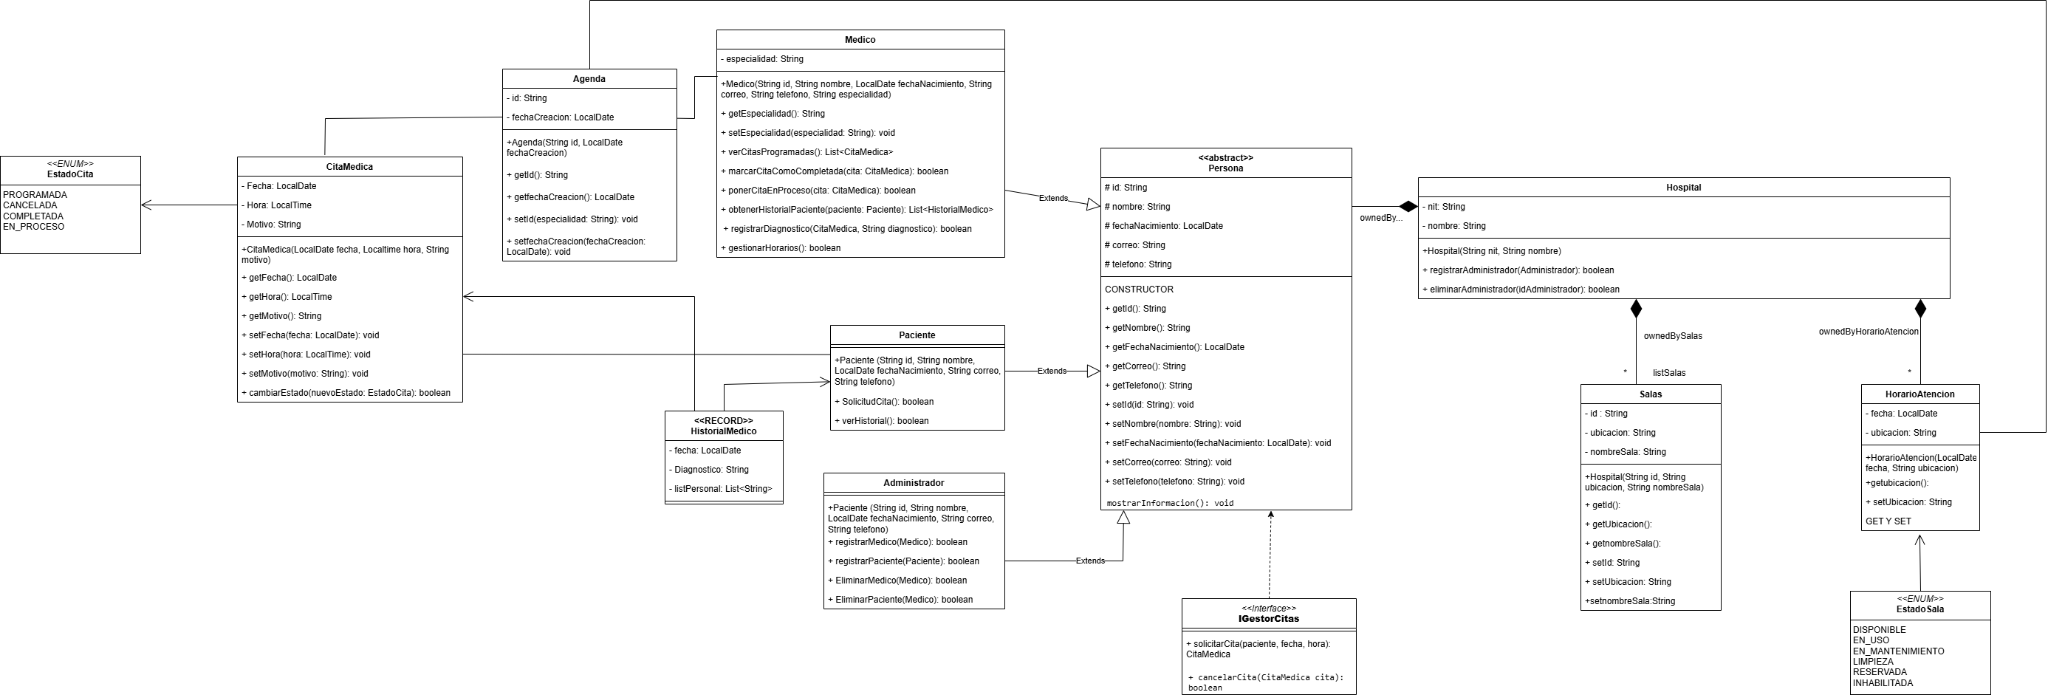 Agenda
- id: String
- fechaCreacion: LocalDate
+Agenda(String id, LocalDate
fechaCreacion)
+ getId(): String
+ getfechaCreacion(): LocalDate
+ setId(especialidad: String): void
+ setfechaCreacion(fechaCreacion:
LocalDate): void
Medico
- especialidad: String
+Medico(String id, String nombre, LocalDate fechaNacimiento, String
correo, String telefono, String especialidad)
+ getEspecialidad(): String
+ setEspecialidad(especialidad: String): void
+ verCitasProgramadas(): List<CitaMedica>
+ marcarCitaComoCompletada(cita: CitaMedica): boolean
+ ponerCitaEnProceso(cita: CitaMedica): boolean
+ obtenerHistorialPaciente(paciente: Paciente): List<HistorialMedico>
+ registrarDiagnostico(CitaMedica, String diagnostico): boolean
+ gestionarHorarios(): boolean
<<ENUM>>
EstadoCita
PROGRAMADA
CANCELADA
COMPLETADA
EN_PROCESO
CitaMedica
- Fecha: LocalDate
- Hora: LocalTime
- Motivo: String
+CitaMedica(LocalDate fecha, Localtime hora, String
motivo)
+ getFecha(): LocalDate
+ getHora(): LocalTime
+ getMotivo(): String
+ setFecha(fecha: LocalDate): void
+ setHora(hora: LocalTime): void
+ setMotivo(motivo: String): void
+ cambiarEstado(nuevoEstado: EstadoCita): boolean
<<abstract>>
Persona
# id: String
# nombre: String
# fechaNacimiento: LocalDate
# correo: String
# telefono: String
CONSTRUCTOR
+ getId(): String
+ getNombre(): String
+ getFechaNacimiento(): LocalDate
+ getCorreo(): String
+ getTelefono(): String
+ setId(id: String): void
+ setNombre(nombre: String): void
+ setFechaNacimiento(fechaNacimiento: LocalDate): void
+ setCorreo(correo: String): void
+ setTelefono(telefono: String): void
mostrarInformacion(): void
Extends
Extends
Extends
ownedBy...
Hospital
- nit: String
- nombre: String
+Hospital(String nit, String nombre)
+ registrarAdministrador(Administrador): boolean
+ eliminarAdministrador(idAdministrador): boolean
ownedBySalas
* listSalas
ownedByHorarioAtencion
*
Paciente
+Paciente (String id, String nombre,
LocalDate fechaNacimiento, String correo,
String telefono)
+ SolicitudCita(): boolean
+ verHistorial(): boolean
<<RECORD>>
HistorialMedico
- fecha: LocalDate
- Diagnostico: String
- listPersonal: List<String>
Administrador
+Paciente (String id, String nombre,
LocalDate fechaNacimiento, String correo,
String telefono)
+ registrarMedico(Medico): boolean
+ registrarPaciente(Paciente): boolean
+ EliminarMedico(Medico): boolean
+ EliminarPaciente(Medico): boolean
<<Interface>>
IGestorCitas
+ solicitarCita(paciente, fecha, hora):
CitaMedica
+ cancelarCita(CitaMedica cita):
boolean
Salas
- id : String
- ubicacion: String
- nombreSala: String
+Hospital(String id, String
ubicacion, String nombreSala)
+ getId():
+ getUbicacion():
+ getnombreSala():
+ setId: String
+ setUbicacion: String
+setnombreSala:String
HorarioAtencion
- fecha: LocalDate
- ubicacion: String
+HorarioAtencion(LocalDate
fecha, String ubicacion)
+getubicacion():
+ setUbicacion: String
GET Y SET
<<ENUM>>
EstadoSala
DISPONIBLE
EN_USO
EN_MANTENIMIENTO
LIMPIEZA
RESERVADA
INHABILITADA